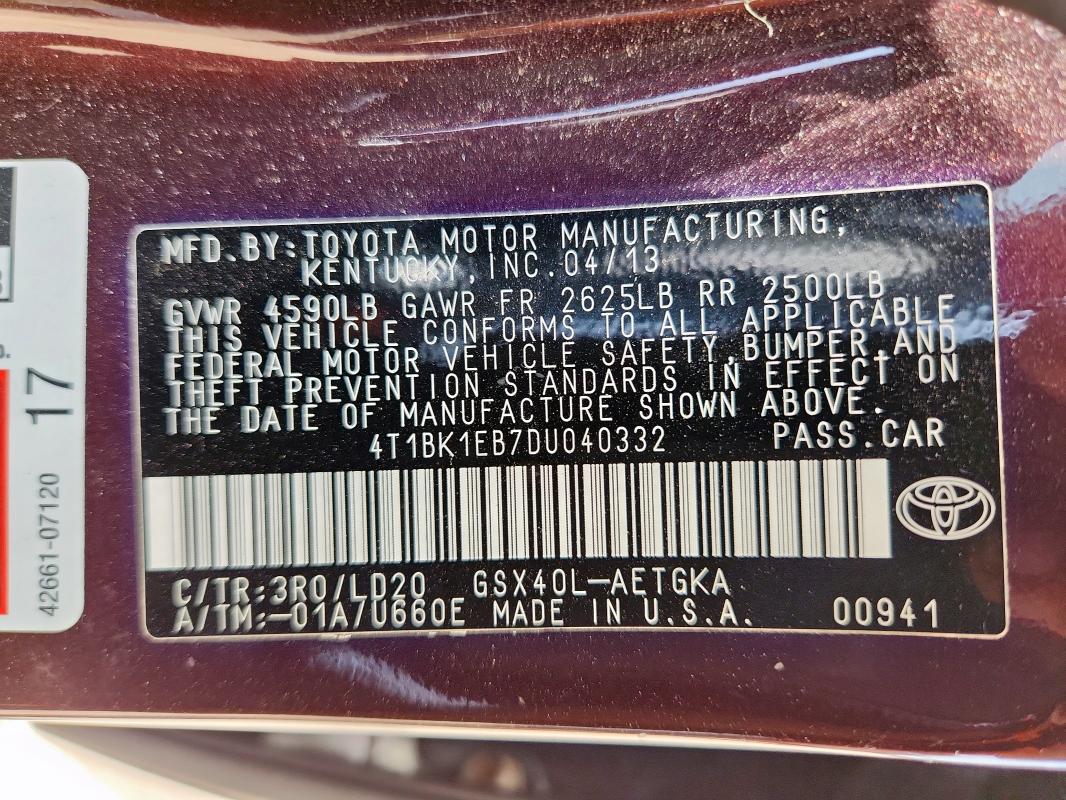 MFD.BY:TOYOTA MOTOR MANUFACTURING,
KENTUCKY, INC. 04/13
GVWR 4590LB GAWR FR 2625LB RR 2500LB
THIS VEHICLE CONFORMS TO ALL APPLICABLE
FEDERAL MOTOR VEHICLE SAFETY,BUMPER,AND
THEFT PREVENTION STANDARDS IN EFFECT ON
THE DATE OF MANUFACTURE SHOWN ABOVE.
4T1BK1EB7DU040332 PASS.CAR
C/TR:3R0/LD20 GSX40L-AETGKA
A/TM:-01A/U660E MADE IN U.S.A. 00941
17
42661-07120